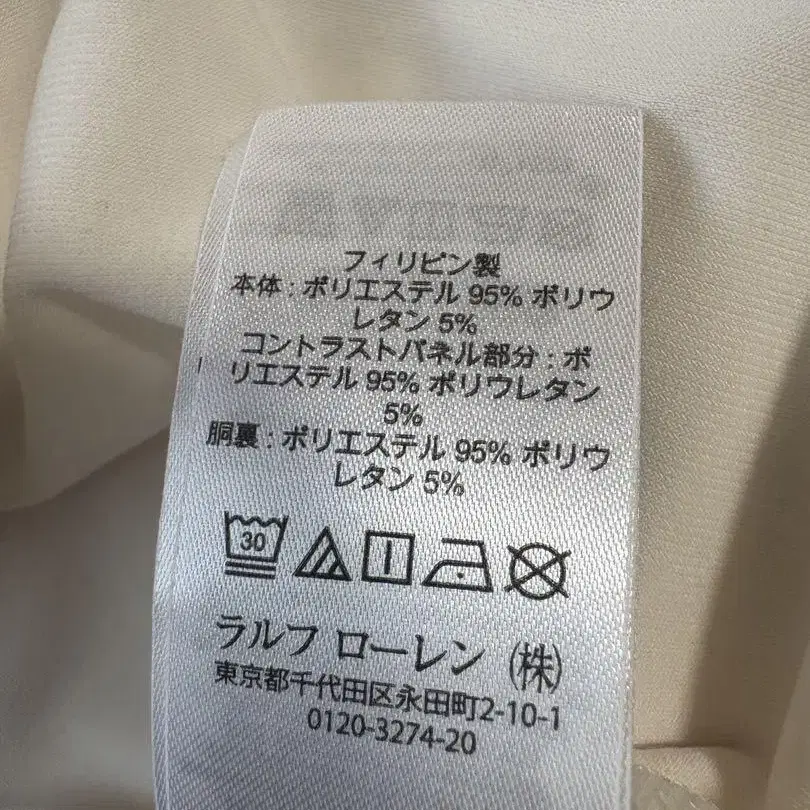 フィリピン製
本体 : ポリエステル 95% ポリウ
レタン 5%
コントラストパネル部分 : ポ
リエステル 95% ポリウレタン
5%
胴裏 : ポリエステル 95% ポリウ
レタン 5%
30
ラルフ ローレン (株)
東京都千代田区永田町2-10-1
0120-3274-20